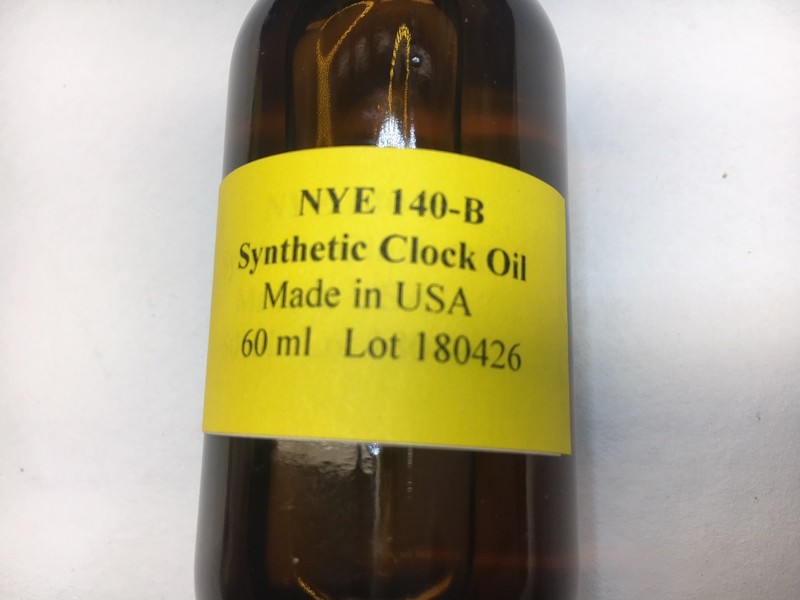 NYE 140-B
Synthetic Clock Oil
Made in USA
60 ml Lot 180426